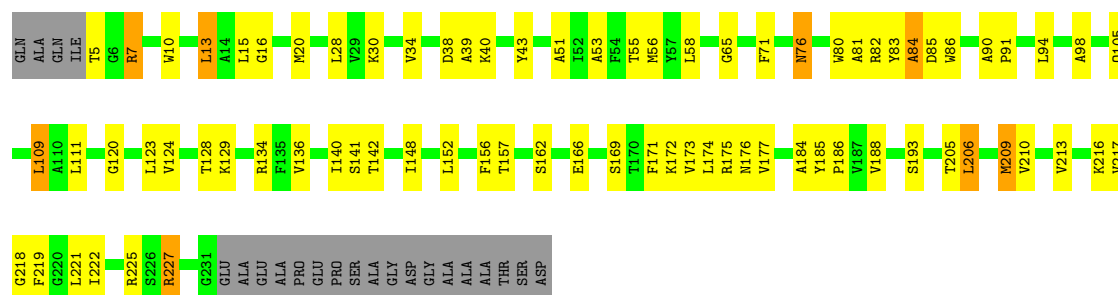 GLN ALA GLN ILE T5 G6 R7 W10 L13 A14 L15 G16 M20 L28 V29 K30 V34 D38 A39 K40 Y43 A51 I52 A53 F54 T55 M56 Y57 L58 G65 F71 N76 W80 A81 R82 Y83 A84 D85 W86 A90 P91 L94 A98
L109 A110 L111 G120 L123 V124 T128 K129 R134 F135 V136 I140 S141 T142 I148 L152 F156 T157 S162 E166 S169 T170 F171 K172 V173 L174 R175 N176 V177 A184 Y185 P186 V187 V188 S193 T205 L206 M209 V210 V213 K216
G218 F219 G220 L221 I222 R225 S226 R227 G231 GLU ALA GLU ALA PRO GLU PRO SER ALA GLY ASP GLY ALA ALA ALA THR SER ASP